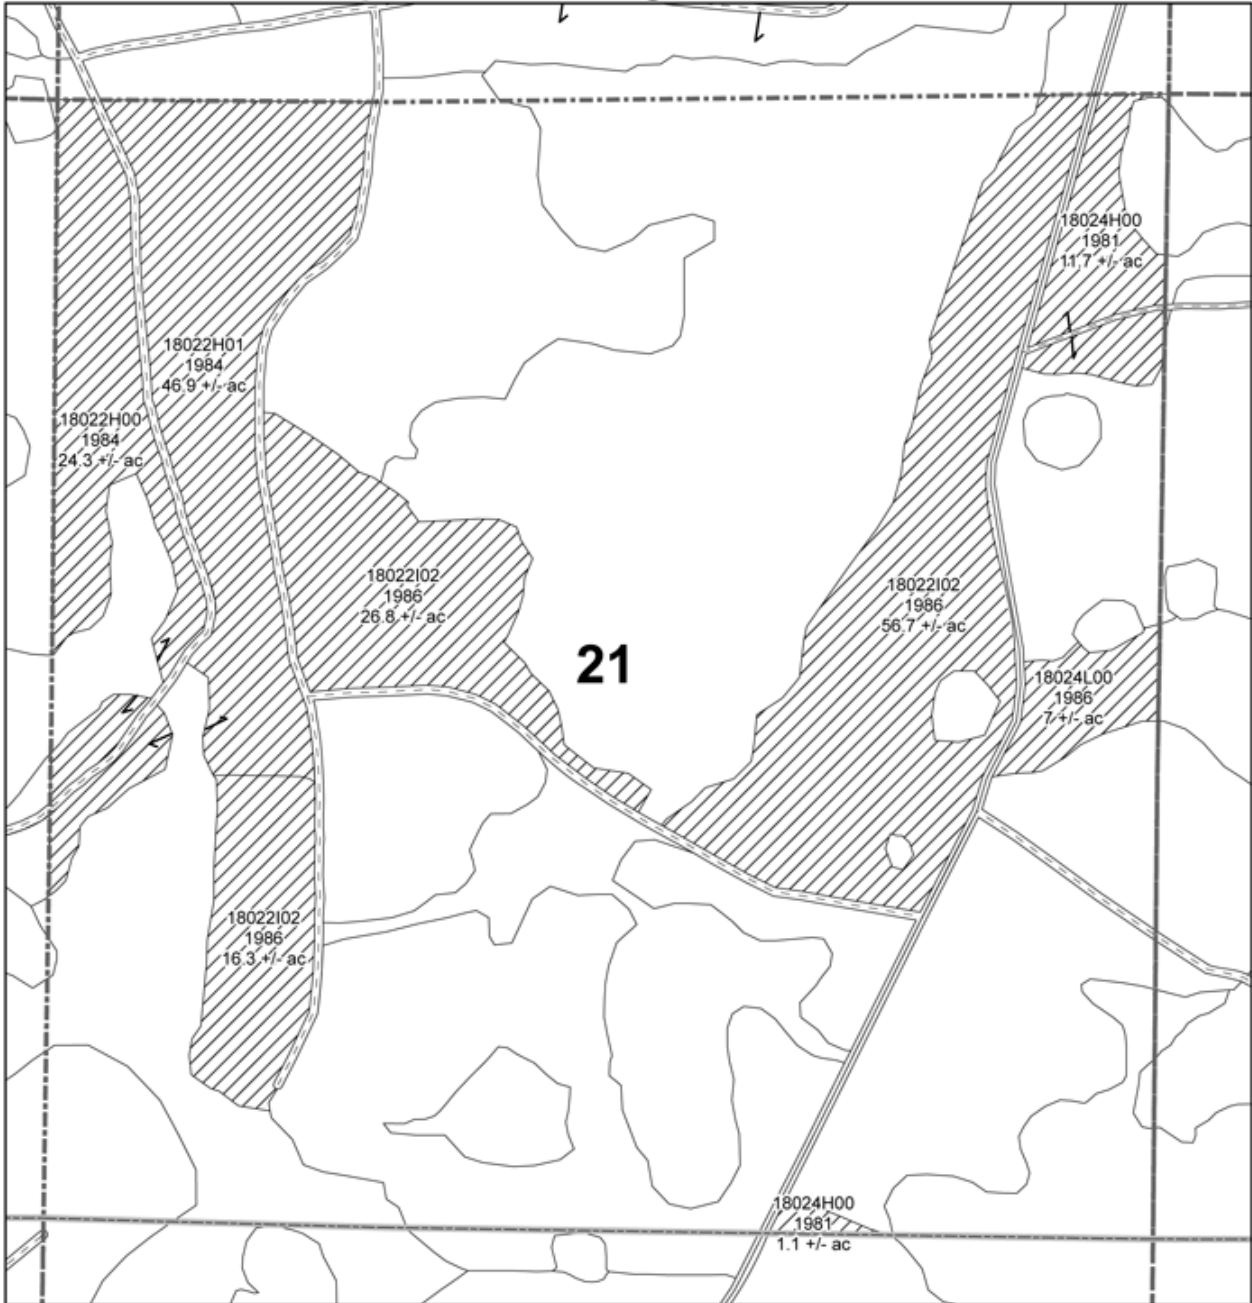 18024H00
1981
11.7 +/- ac
18022H01
1984
46.9 +/- ac
18022H00
1984
24.3 +/- ac
18022I02
1986
26.8 +/- ac
18022I02
1986
56.7 +/- ac
21
18024L00
1986
7 +/- ac
18022I02
1986
16.3 +/- ac
18024H00
1981
1.1 +/- ac